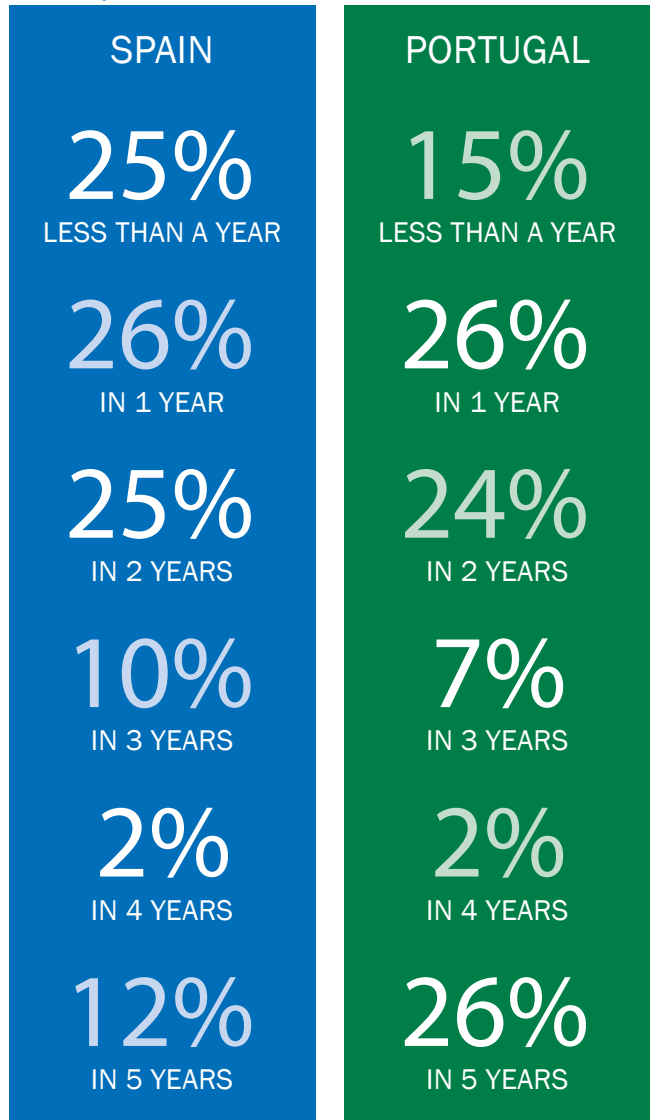 SPAIN
25%
LESS THAN A YEAR
26%
IN 1 YEAR
25%
IN 2 YEARS
10%
IN 3 YEARS
2%
IN 4 YEARS
12%
IN 5 YEARS
PORTUGAL
15%
LESS THAN A YEAR
26%
IN 1 YEAR
24%
IN 2 YEARS
7%
IN 3 YEARS
2%
IN 4 YEARS
26%
IN 5 YEARS